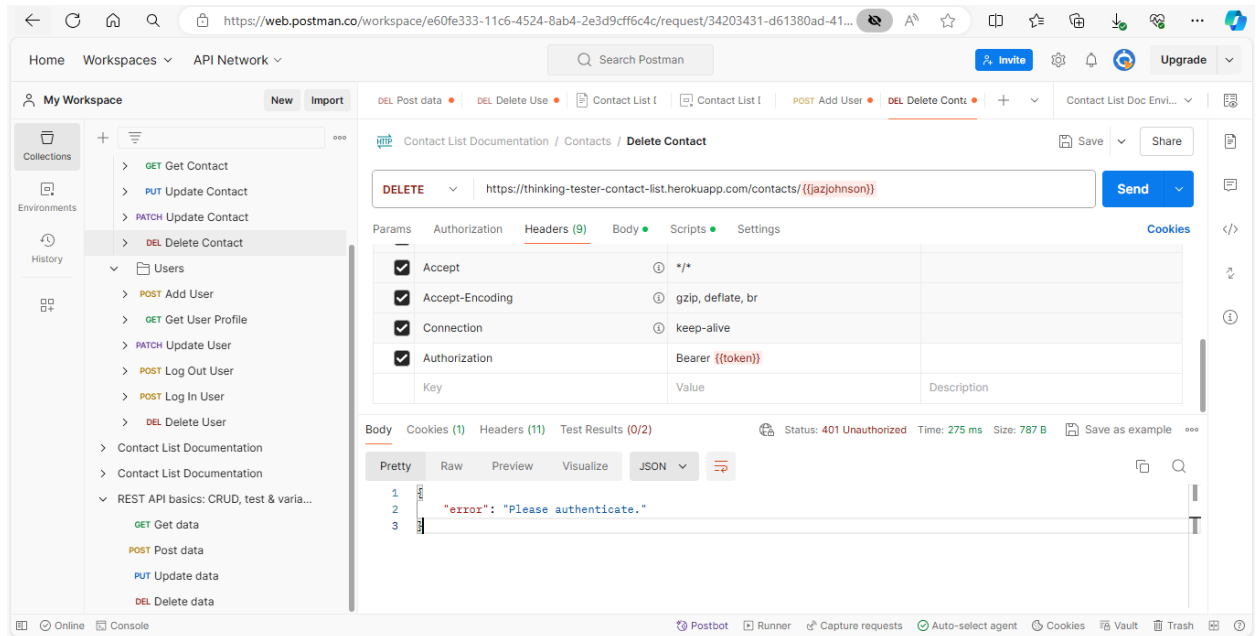 https://web.postman.co/workspace/e60fe333-11c6-4524-8ab4-2e3d9cff6c4c/request/34203431-d61380ad-41...
Home Workspaces API Network Search Postman Invite Upgrade
My Workspace New Import DEL Post data DEL Delete Use Contact List Contact List POST Add User DEL Delete Conta Contact List Doc Envi...
Collections
Environments
History
GET Get Contact
PUT Update Contact
PATCH Update Contact
DEL Delete Contact
Users
POST Add User
GET Get User Profile
PATCH Update User
POST Log Out User
POST Log In User
DEL Delete User
Contact List Documentation
Contact List Documentation
REST API basics: CRUD, test & varia...
GET Get data
POST Post data
PUT Update data
DEL Delete data
HTTP Contact List Documentation / Contacts / Delete Contact Save Share
DELETE https://thinking-tester-contact-list.herokuapp.com/contacts/{{jazjohnson}} Send
Params Authorization Headers (9) Body Scripts Settings Cookies
Accept */*
Accept-Encoding gzip, deflate, br
Connection keep-alive
Authorization Bearer {{token}}
Key Value Description
Body Cookies (1) Headers (11) Test Results (0/2) Status: 401 Unauthorized Time: 275 ms Size: 787 B Save as example
Pretty Raw Preview Visualize JSON
1 {
2 "error": "Please authenticate."
3 }
Online Console Postbot Runner Capture requests Auto-select agent Cookies Vault Trash